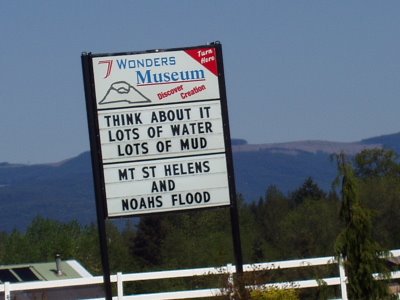 7 WONDERS
MUSEUM
Turn
Here
Discover
Creation
THINK ABOUT IT
LOTS OF WATER
LOTS OF MUD
MT ST HELENS
AND
NOAHS FLOOD